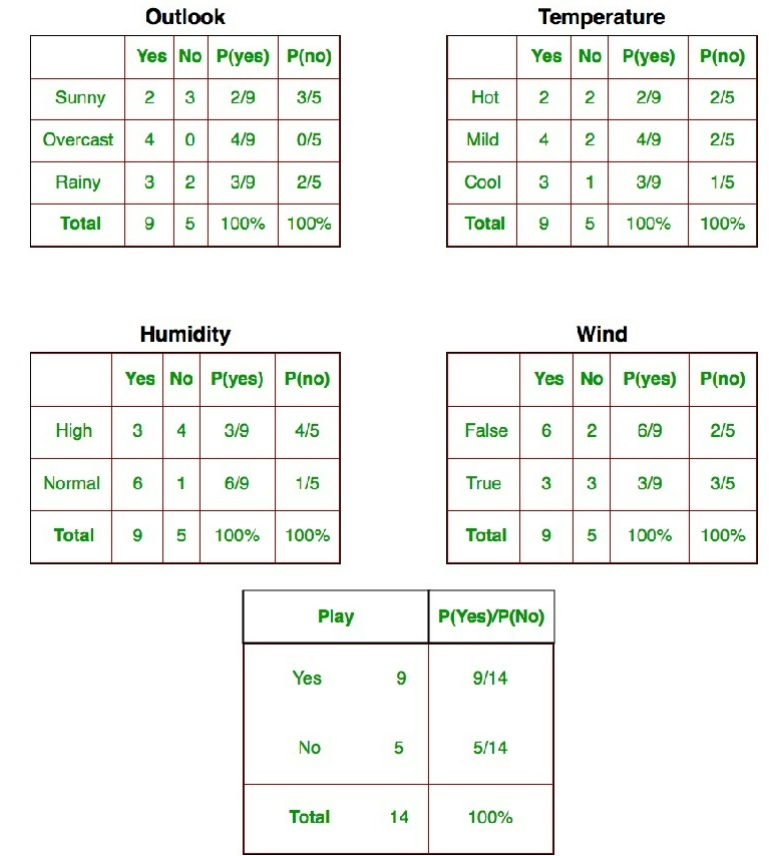 Outlook
Yes No P(yes) P(no)
Sunny 2 3 2/9 3/5
Overcast 4 0 4/9 0/5
Rainy 3 2 3/9 2/5
Total 9 5 100% 100%
Temperature
Yes No P(yes) P(no)
Hot 2 2 2/9 2/5
Mild 4 2 4/9 2/5
Cool 3 1 3/9 1/5
Total 9 5 100% 100%
Humidity
Yes No P(yes) P(no)
High 3 4 3/9 4/5
Normal 6 1 6/9 1/5
Total 9 5 100% 100%
Wind
Yes No P(yes) P(no)
False 6 2 6/9 2/5
True 3 3 3/9 3/5
Total 9 5 100% 100%
Play P(Yes)/P(No)
Yes 9 9/14
No 5 5/14
Total 14 100%